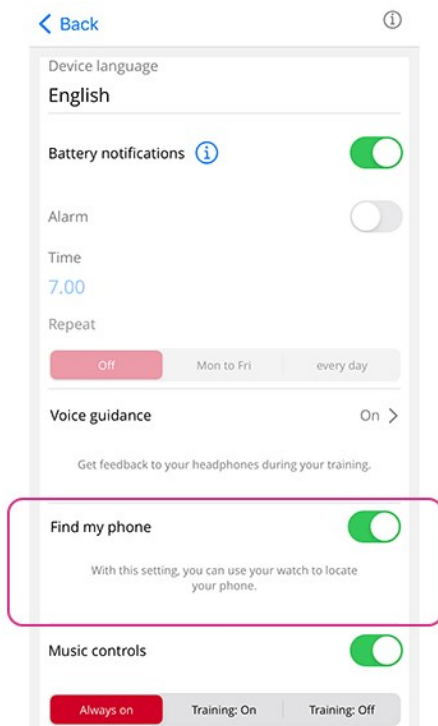 Back
Device language
English
Battery notifications
Alarm
Time
7.00
Repeat
Off Mon to Fri every day
Voice guidance On
Get feedback to your headphones during your training.
Find my phone
With this setting, you can use your watch to locate
your phone.
Music controls
Always on Training: On Training: Off